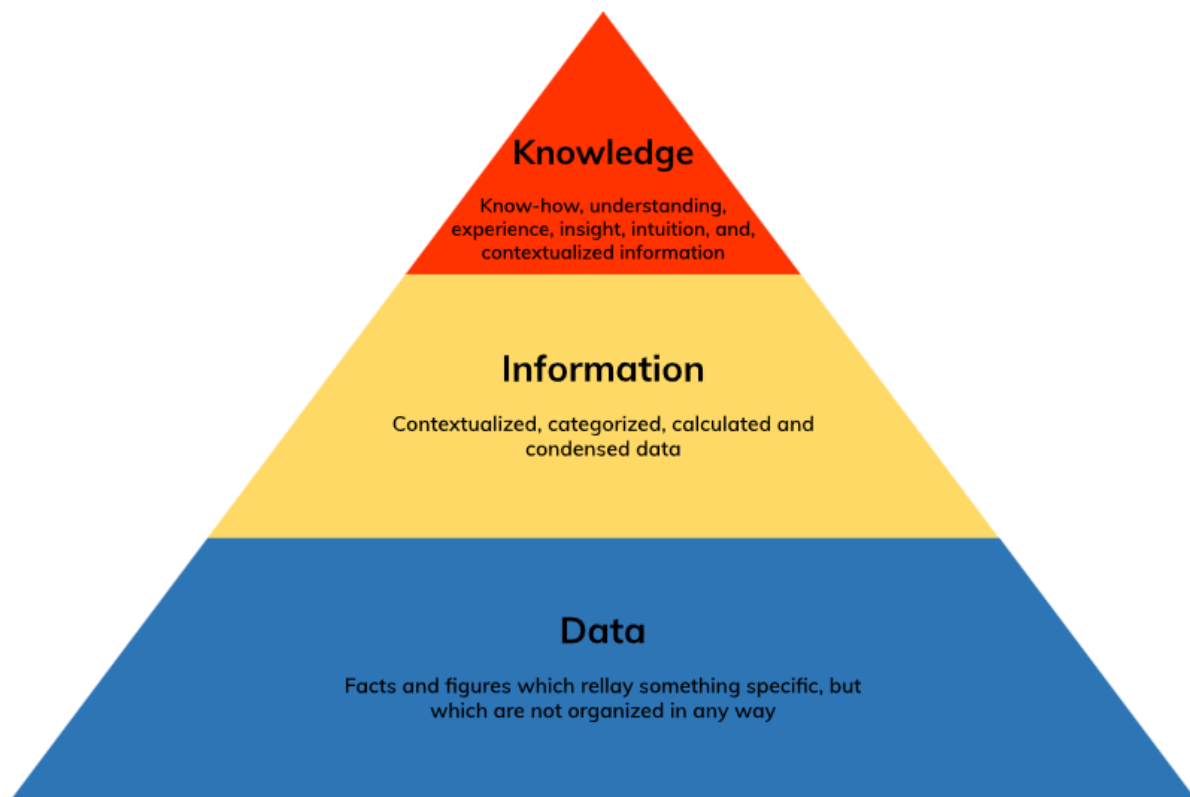 Knowledge
Know-how, understanding,
experience, insight, intuition, and,
contextualized information
Information
Contextualized, categorized, calculated and
condensed data
Data
Facts and figures which rellay something specific, but
which are not organized in any way